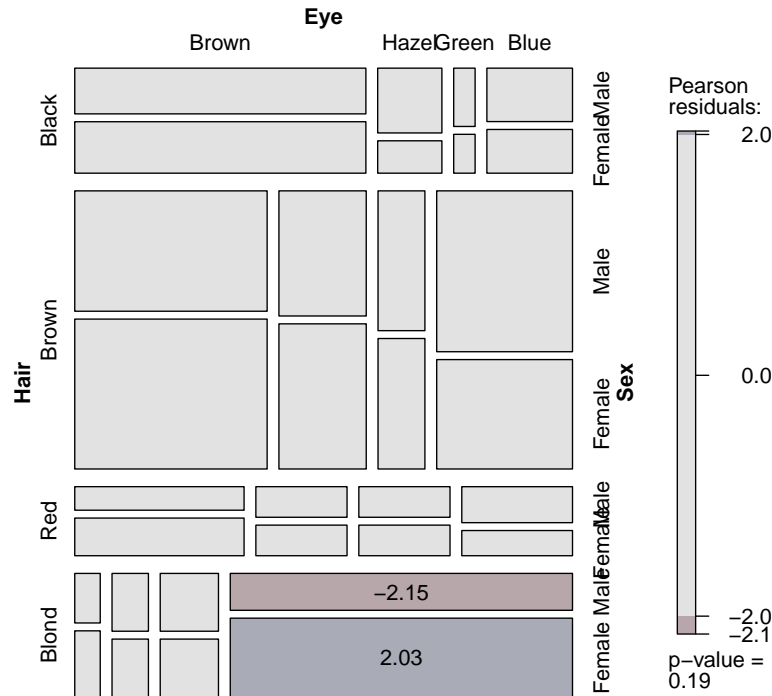 Eye
Brown Hazel Green Blue
Hair
Black
Brown
Red
Blond
Sex
Male
Female
Male
Female
Male
Female
Male
Female
−2.15
2.03
Pearson
residuals:
2.0
0.0
−2.0
−2.1
p−value =
0.19